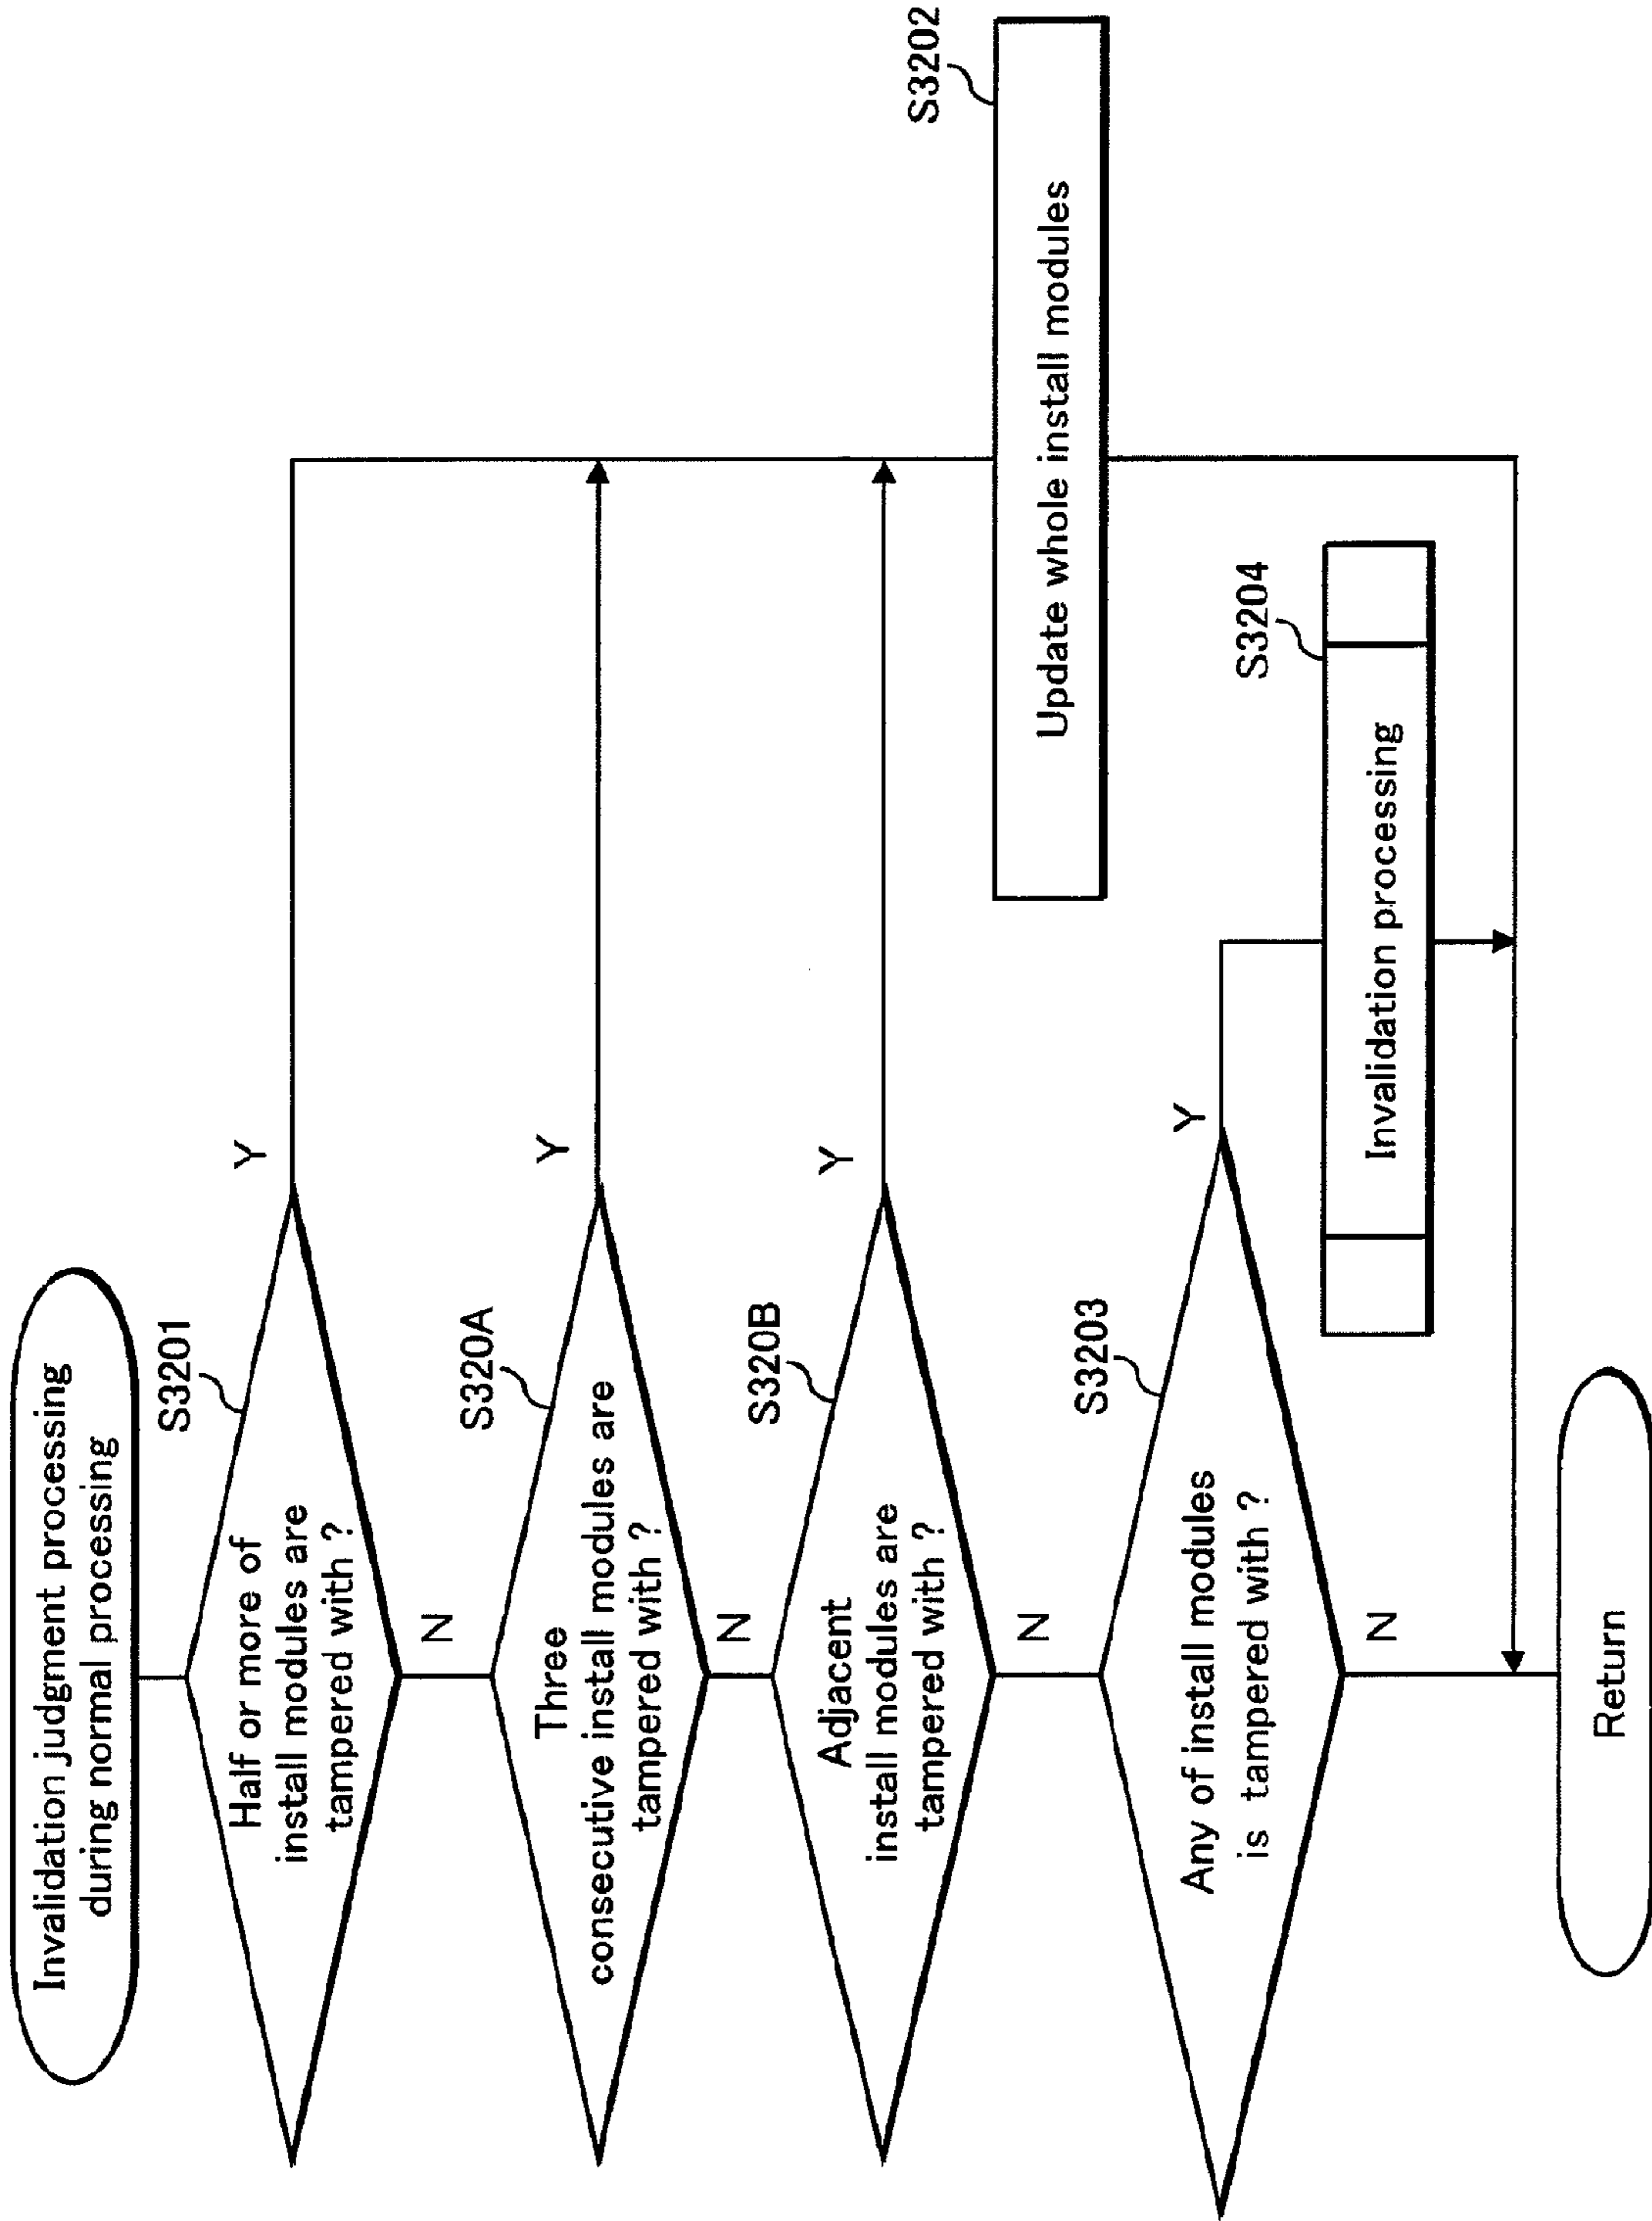 Invalidation judgment processing
during normal processing
S3201
Half or more of
install modules are
tampered with ?
Y
N
S320A
Three
consecutive install modules are
tampered with ?
Y
N
S320B
Adjacent
install modules are
tampered with ?
Y
N
S3202
Update whole install modules
S3203
Any of install modules
is tampered with ?
Y
N
S3204
Invalidation processing
Return